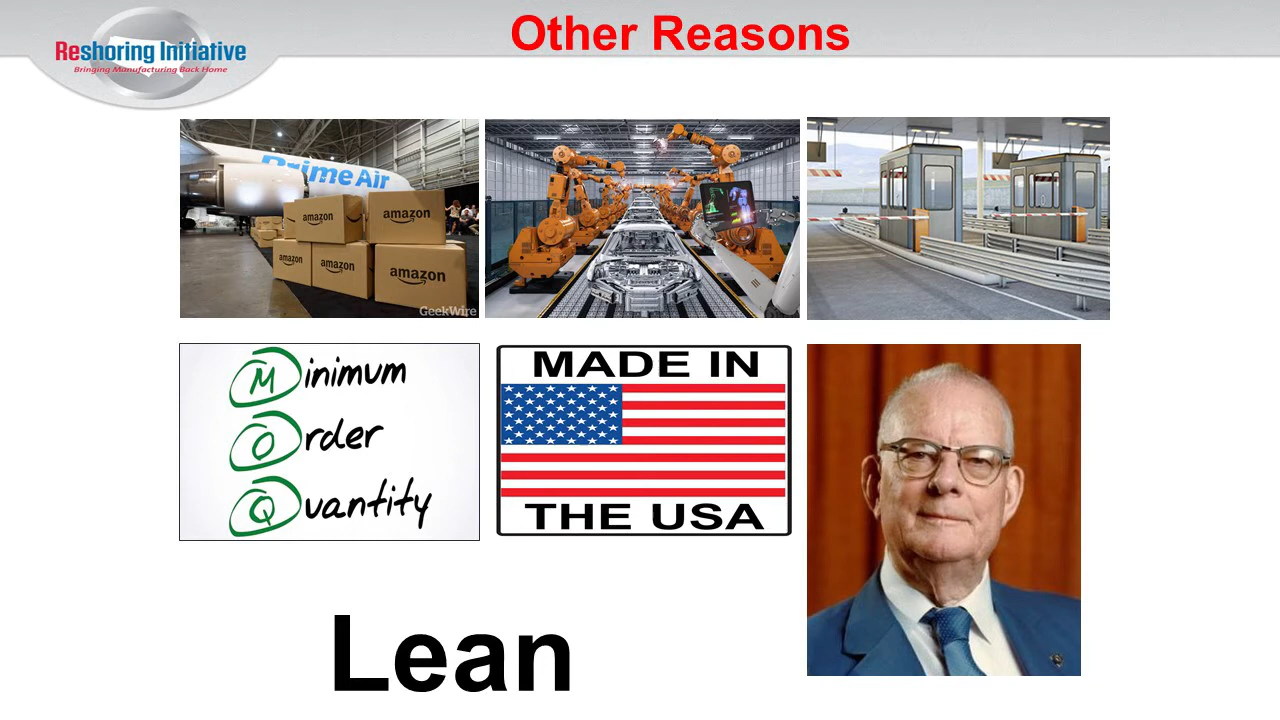 Other Reasons
Reshoring Initiative
Bringing Manufacturing Back Home
Prime Air
amazon
amazon
amazon
amazon
amazon
GeekWire
Minimum
Order
Quantity
MADE IN
THE USA
Lean